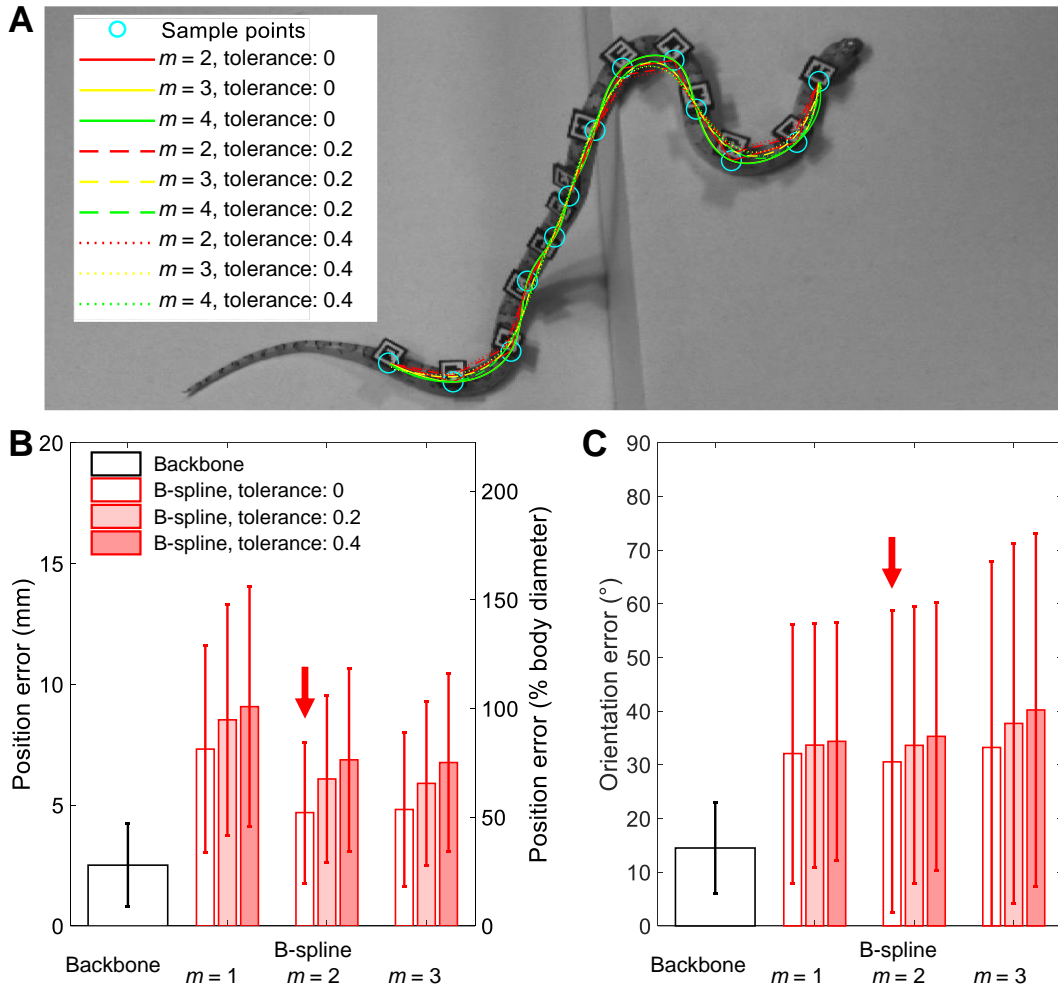 A
Sample points
m = 2, tolerance: 0
m = 3, tolerance: 0
m = 4, tolerance: 0
m = 2, tolerance: 0.2
m = 3, tolerance: 0.2
m = 4, tolerance: 0.2
m = 2, tolerance: 0.4
m = 3, tolerance: 0.4
m = 4, tolerance: 0.4
B
Position error (mm)
20
15
10
5
0
Backbone
B-spline, tolerance: 0
B-spline, tolerance: 0.2
B-spline, tolerance: 0.4
200
150
100
50
0
Position error (% body diameter)
Backbone
B-spline
m = 1
m = 2
m = 3
C
Orientation error (°)
90
80
70
60
50
40
30
20
10
0
Backbone
B-spline
m = 1
m = 2
m = 3